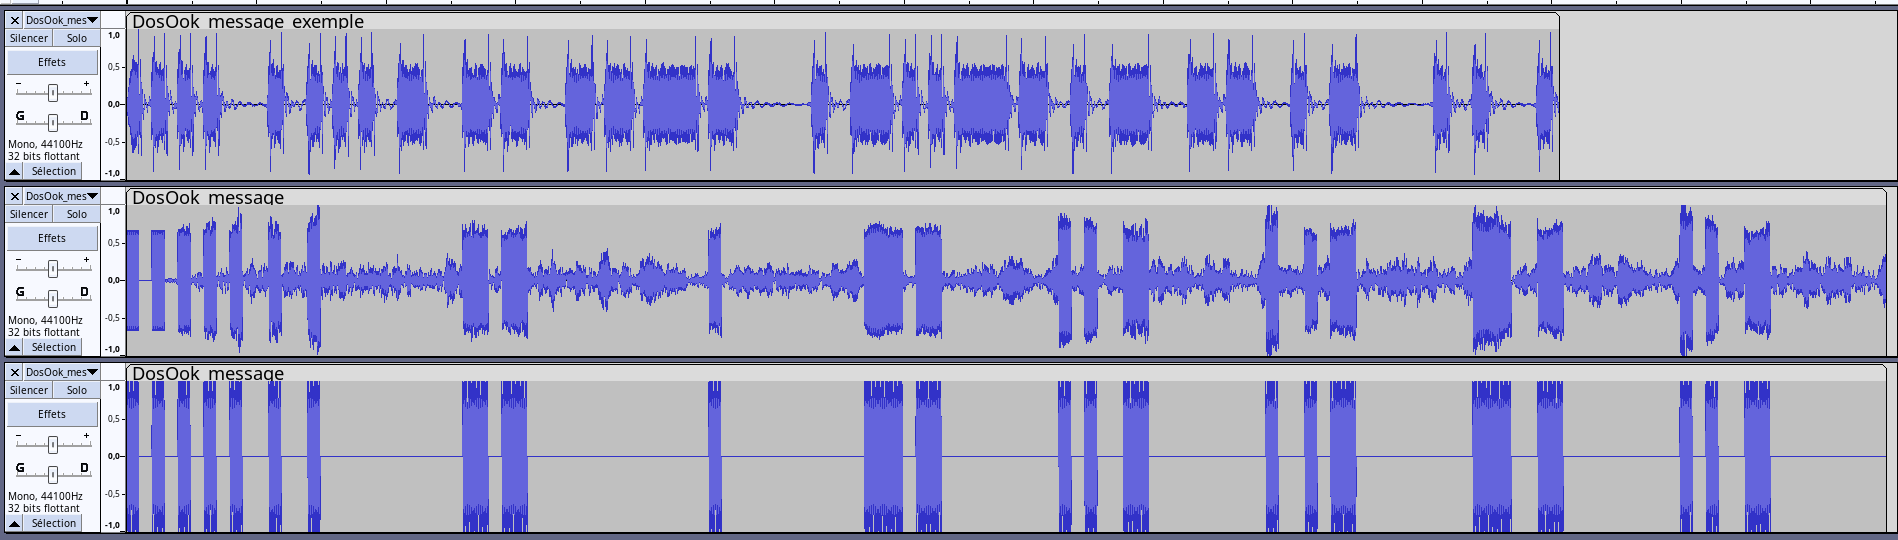 DosOok_mes
DosOok_message_exemple
Silencer Solo
1,0
Effets
0,5
- +
0,0
G D
Mono, 44100Hz
-0,5
32 bits flottant
Sélection
-1,0
DosOok_mes
DosOok_message
Silencer Solo
1,0
Effets
0,5
- +
0,0
G D
Mono, 44100Hz
-0,5
32 bits flottant
Sélection
-1,0
DosOok_mes
DosOok_message
Silencer Solo
1,0
Effets
0,5
- +
0,0
G D
Mono, 44100Hz
-0,5
32 bits flottant
Sélection
-1,0